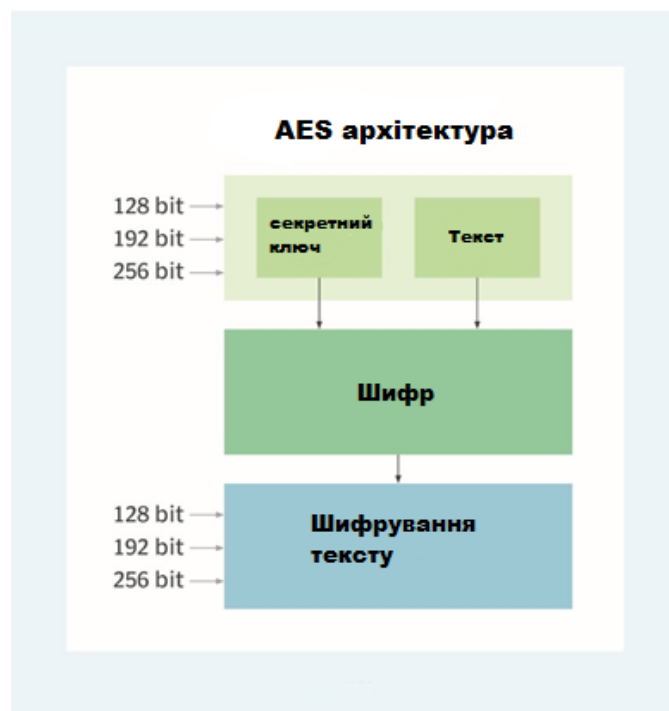 AES архітектура
128 bit
192 bit
256 bit
секретний
ключ
Текст
Шифр
128 bit
192 bit
256 bit
Шифрування
тексту